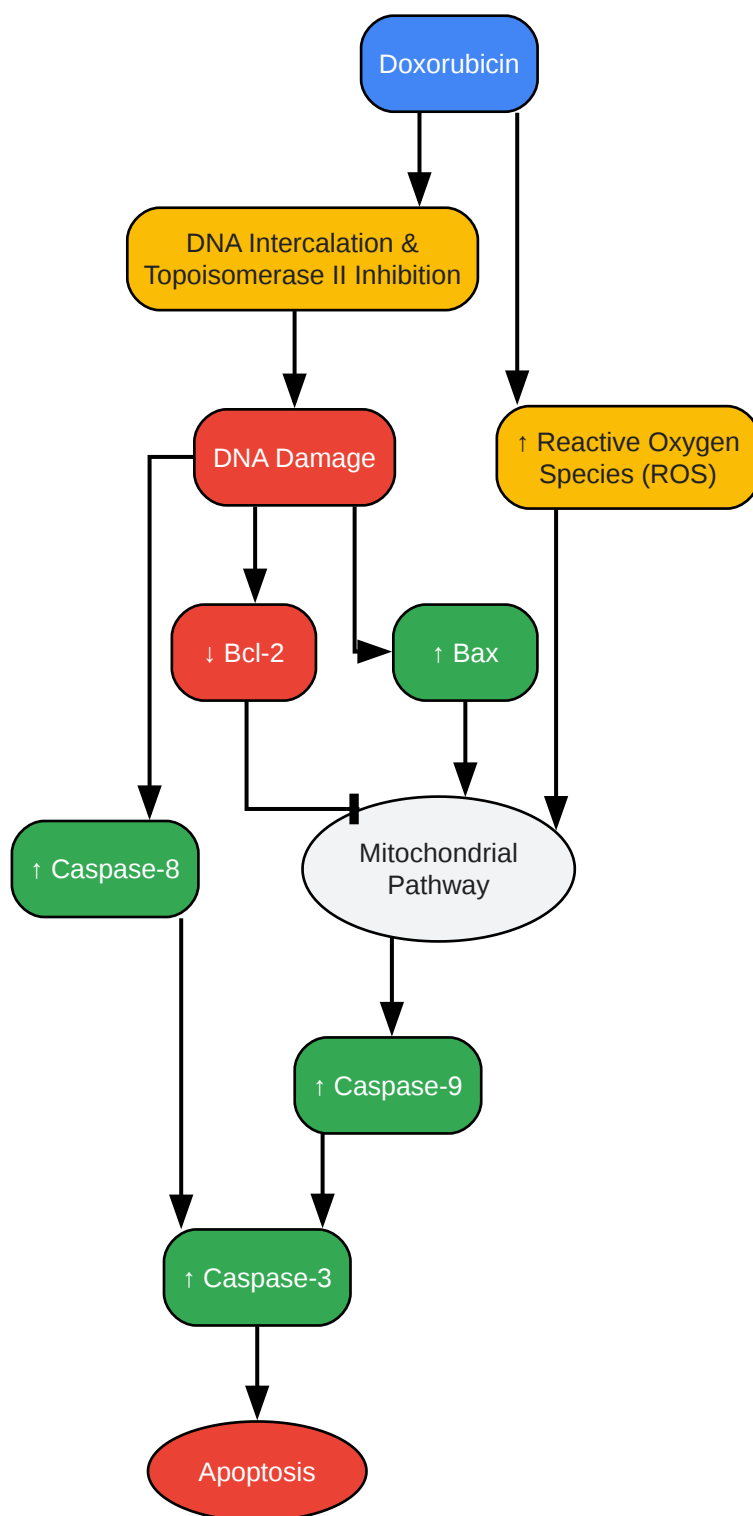 Doxorubicin
DNA Intercalation &
Topoisomerase II Inhibition
DNA Damage
↑ Reactive Oxygen
Species (ROS)
↓ Bcl-2
↑ Bax
↑ Caspase-8
Mitochondrial
Pathway
↑ Caspase-9
↑ Caspase-3
Apoptosis